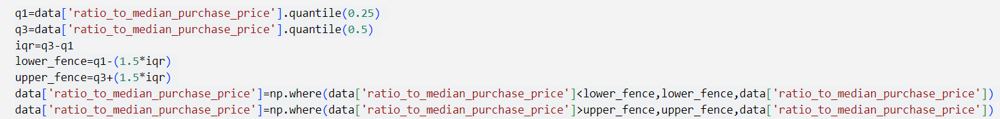 q1=data['ratio_to_median_purchase_price'].quantile(0.25)
q3=data['ratio_to_median_purchase_price'].quantile(0.5)
iqr=q3-q1
lower_fence=q1-(1.5*iqr)
upper_fence=q3+(1.5*iqr)
data['ratio_to_median_purchase_price']=np.where(data['ratio_to_median_purchase_price']<lower_fence,lower_fence,data['ratio_to_median_purchase_price'])
data['ratio_to_median_purchase_price']=np.where(data['ratio_to_median_purchase_price']>upper_fence,upper_fence,data['ratio_to_median_purchase_price'])